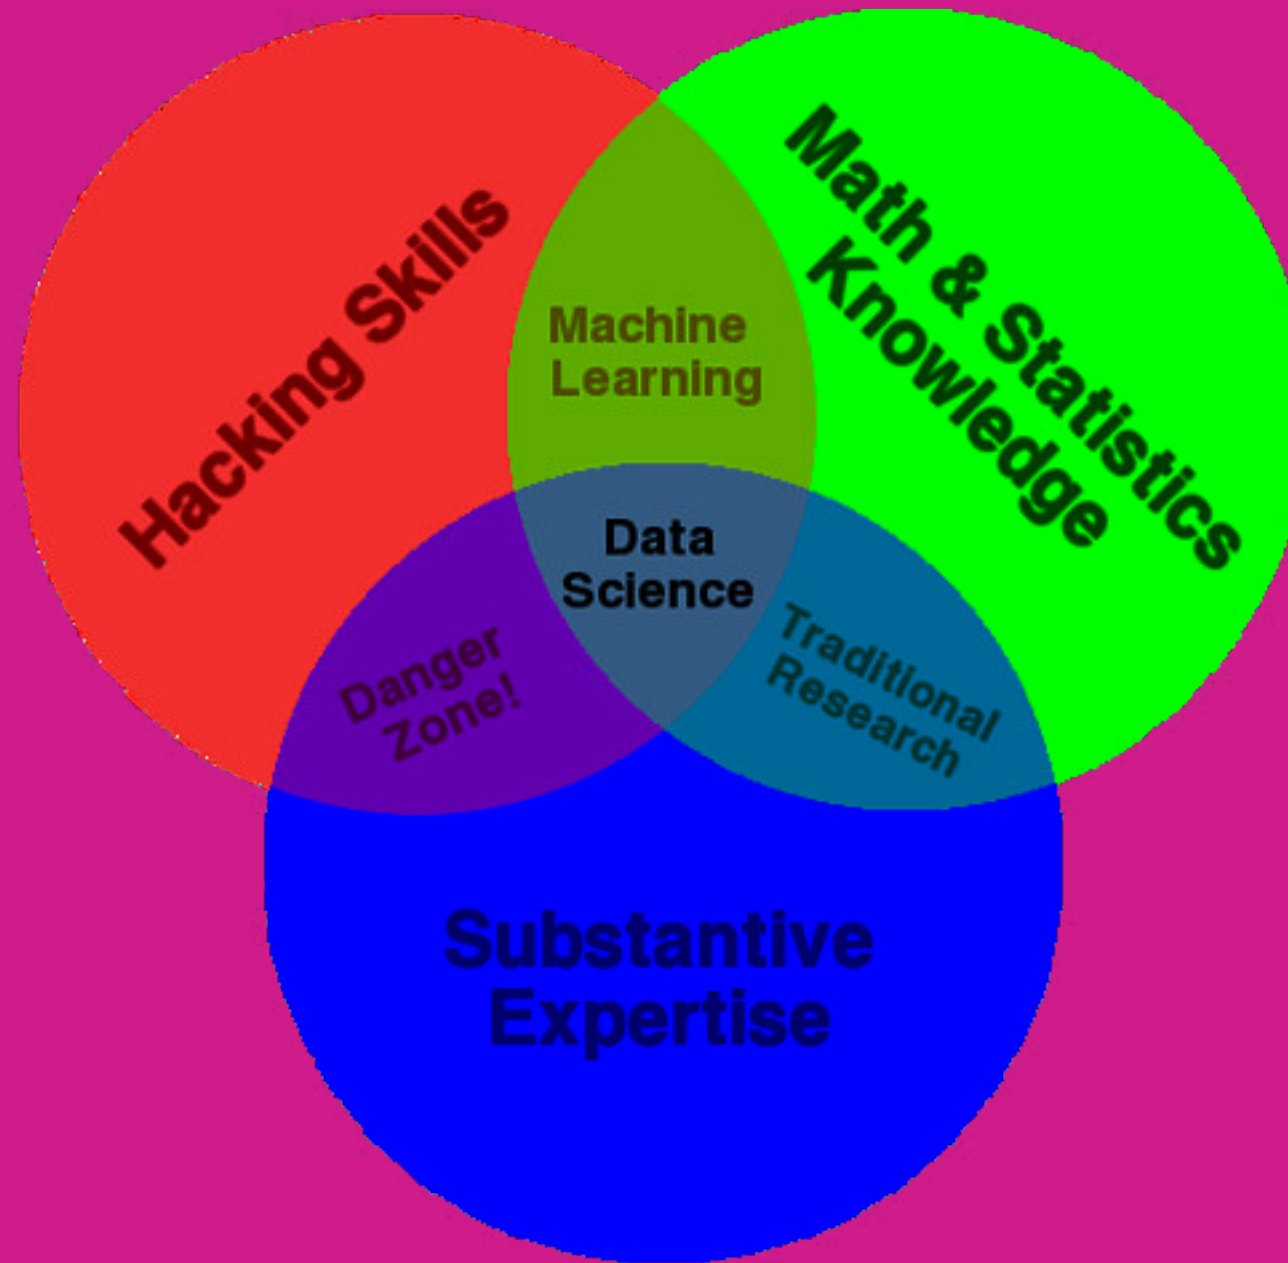 Hacking Skills
Math & Statistics
Knowledge
Machine
Learning
Data
Science
Danger
Zone!
Traditional
Research
Substantive
Expertise